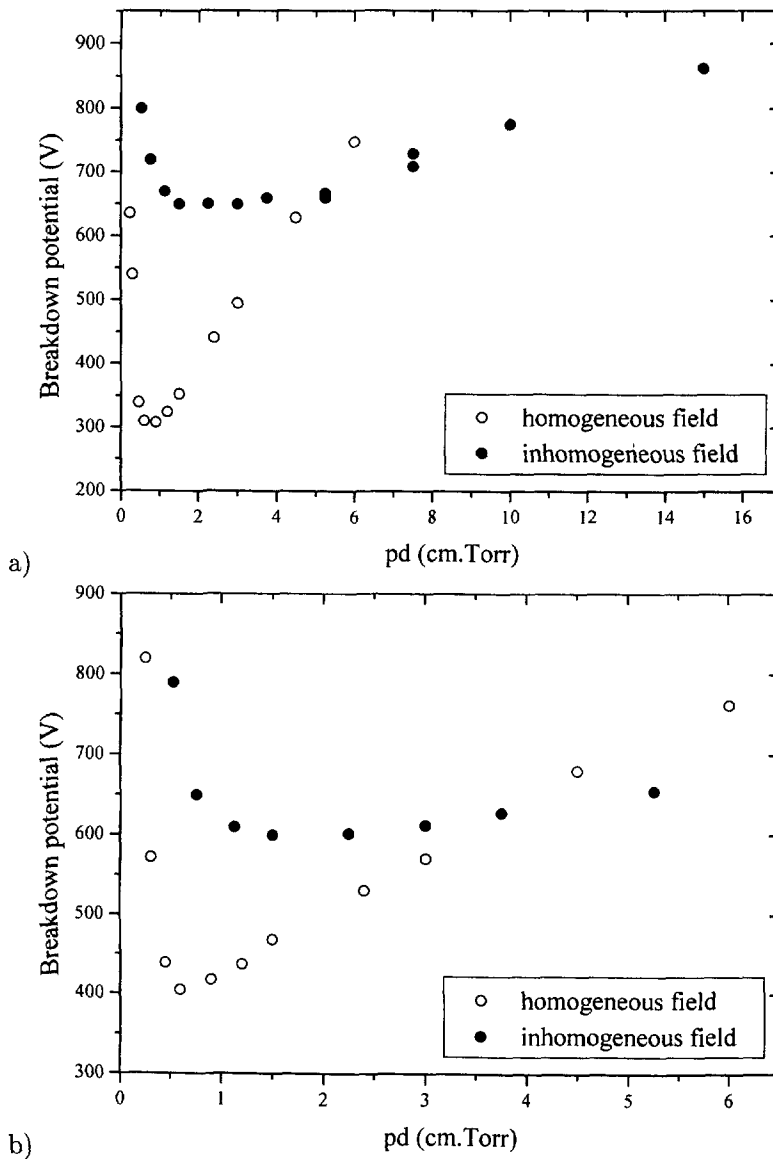 900
800
700
600
500
400
300
200
Breakdown potential (V)
homogeneous field
inhomogeneous field
0 2 4 6 8 10 12 14 16
pd (cm.Torr)
a)
900
800
700
600
500
400
300
Breakdown potential (V)
homogeneous field
inhomogeneous field
0 1 2 3 4 5 6
pd (cm.Torr)
b)